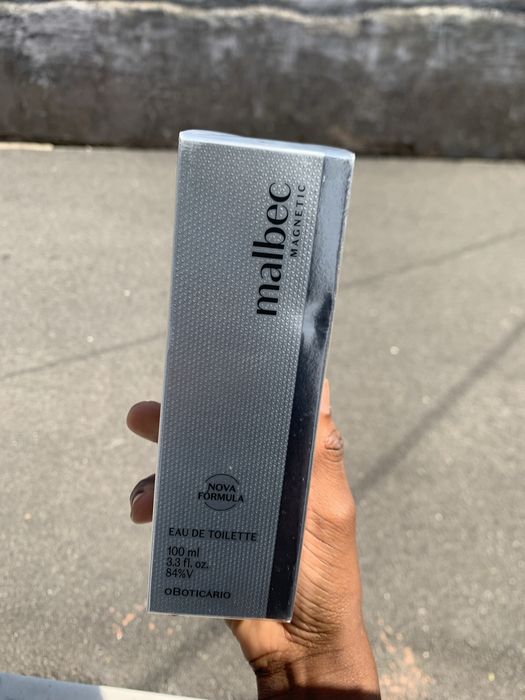 malbec
MAGNETIC
NOVA
FÓRMULA
EAU DE TOILETTE
100 ml
3.3 fl. oz.
84%V
oBOTICÁRIO